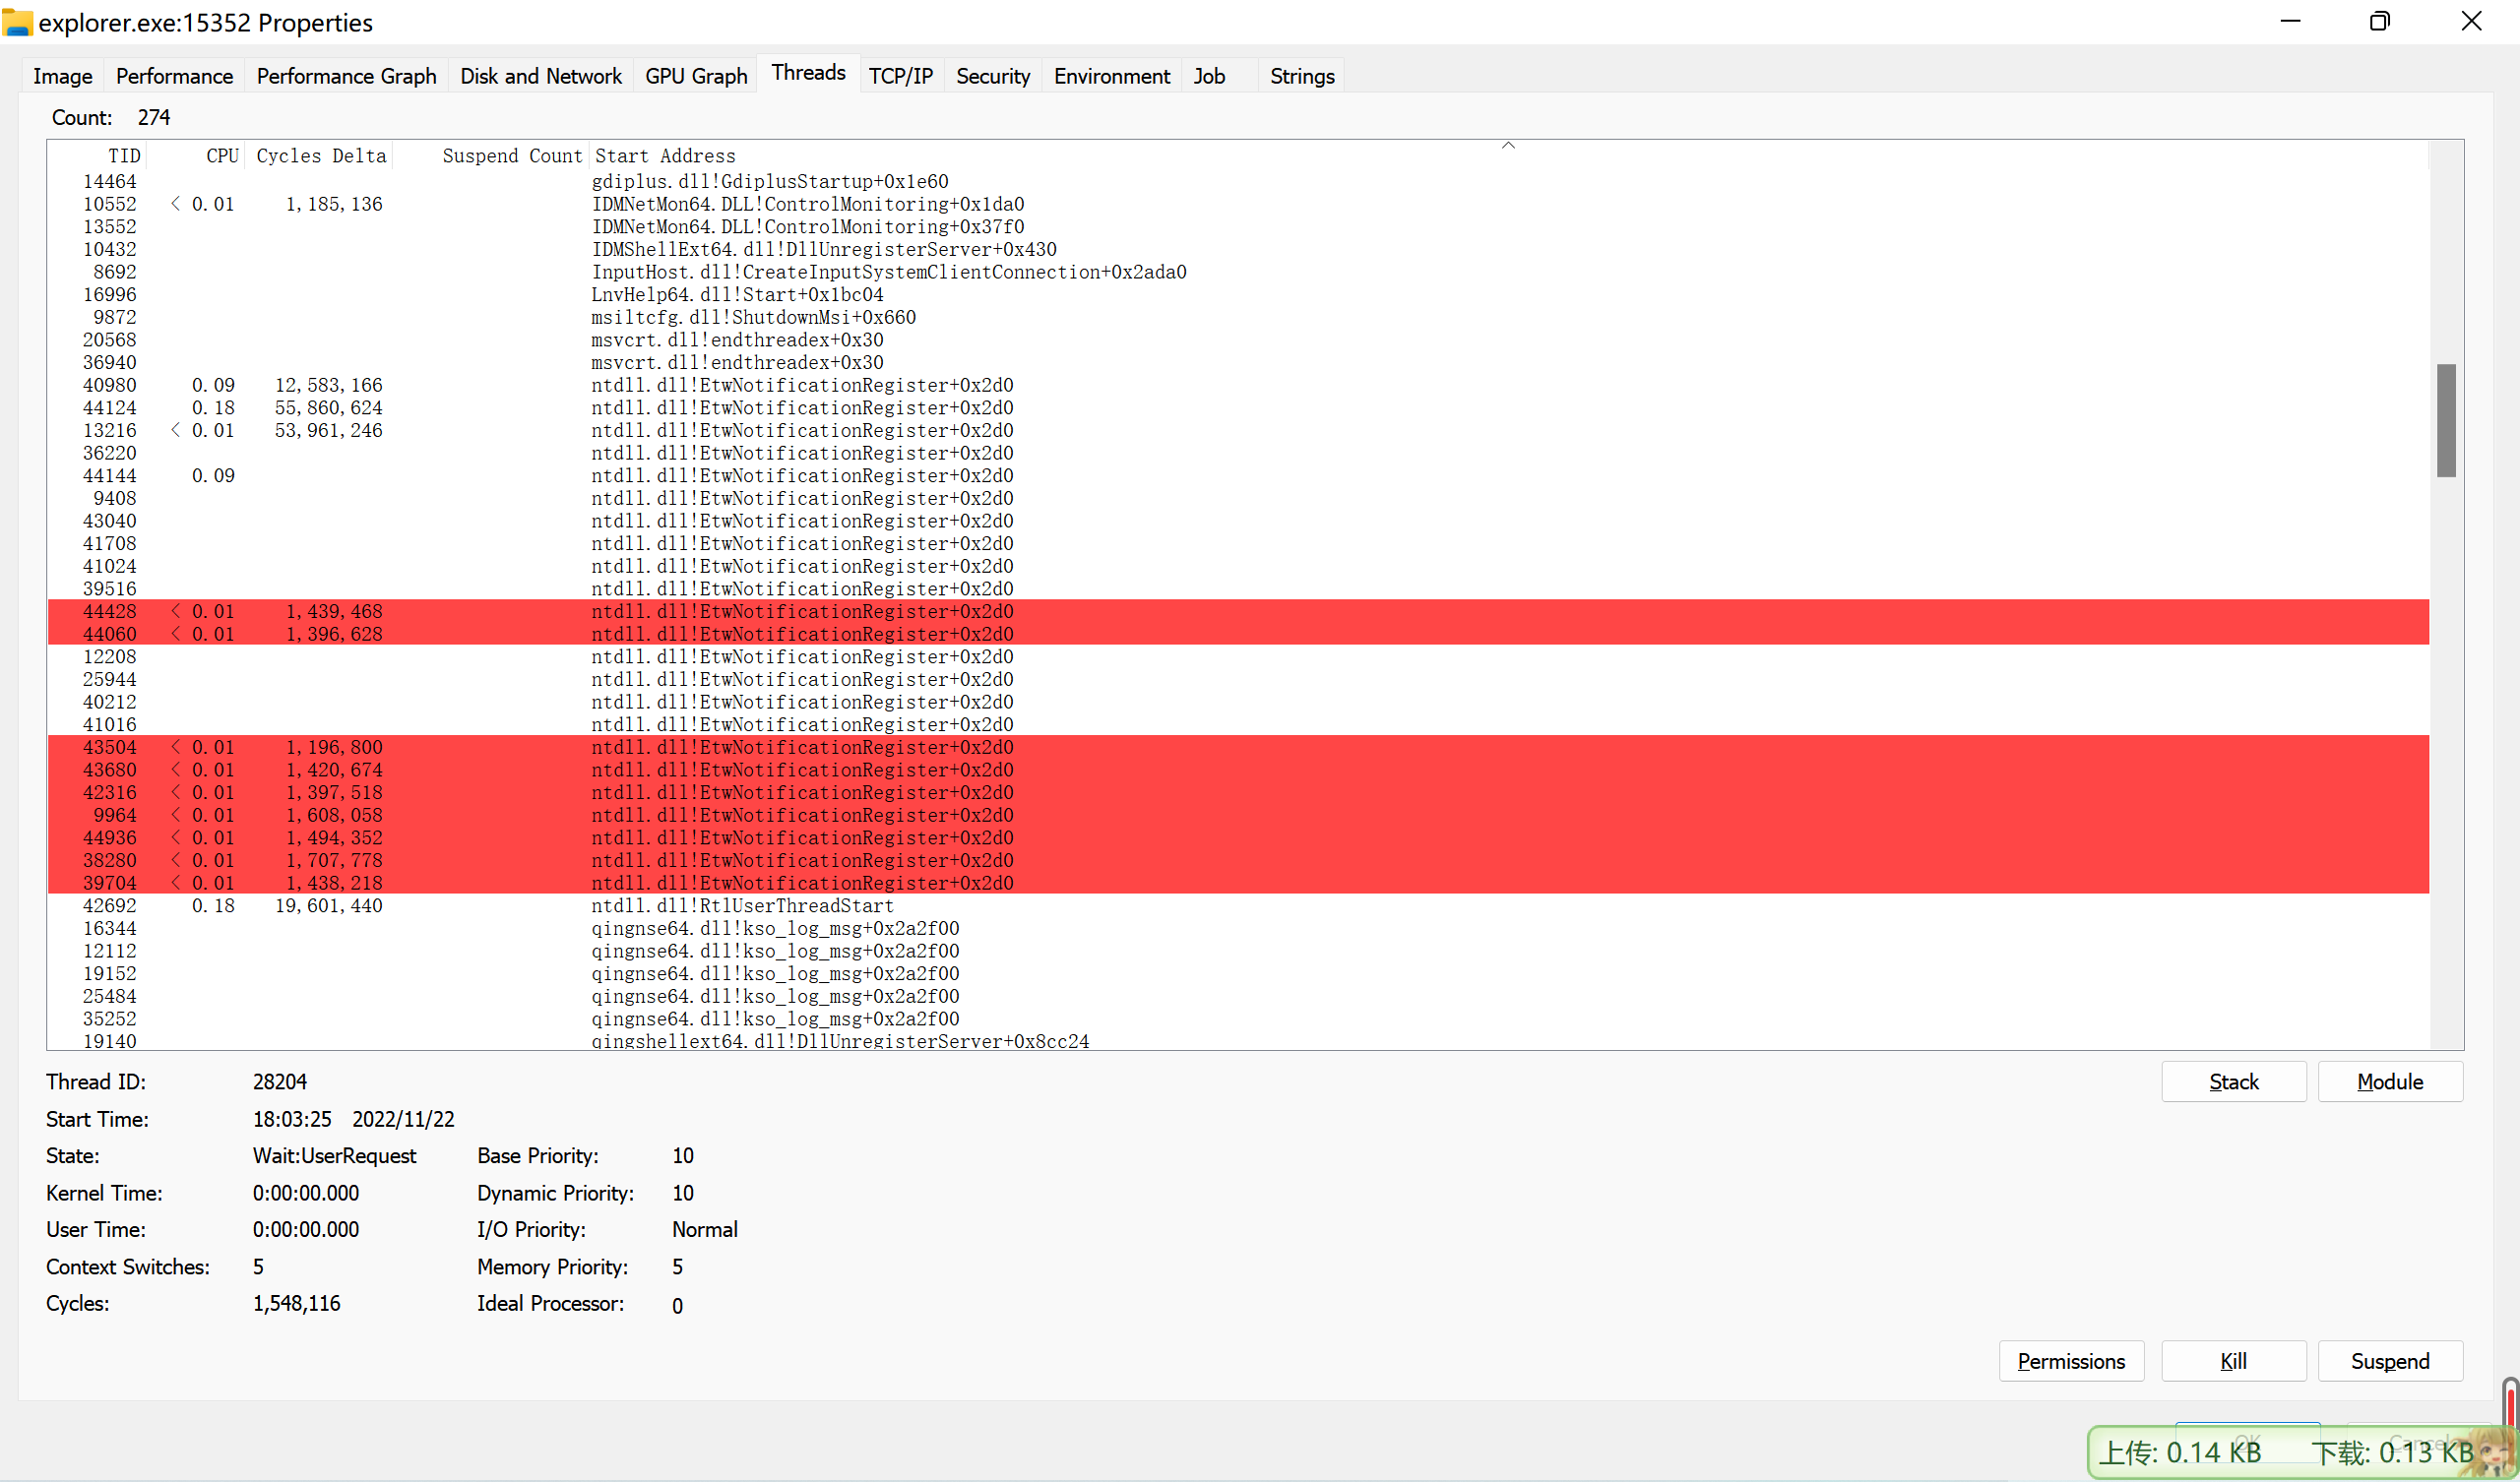 explorer.exe:15352 Properties
Image Performance Performance Graph Disk and Network GPU Graph Threads TCP/IP Security Environment Job Strings
Count: 274
TID CPU Cycles Delta Suspend Count Start Address
14464 gdiplus.dll!GdiplusStartup+0x1e60
10552 < 0.01 1,185,136 IDMNetMon64.DLL!ControlMonitoring+0x1da0
13552 IDMNetMon64.DLL!ControlMonitoring+0x37f0
10432 IDMShellExt64.dll!DllUnregisterServer+0x430
8692 InputHost.dll!CreateInputSystemClientConnection+0x2ada0
16996 LnvHelp64.dll!Start+0x1bc04
9872 msiltcfg.dll!ShutdownMsi+0x660
20568 msvcrt.dll!endthreadex+0x30
36940 msvcrt.dll!endthreadex+0x30
40980 0.09 12,583,166 ntdll.dll!EtwNotificationRegister+0x2d0
44124 0.18 55,860,624 ntdll.dll!EtwNotificationRegister+0x2d0
13216 < 0.01 53,961,246 ntdll.dll!EtwNotificationRegister+0x2d0
36220 ntdll.dll!EtwNotificationRegister+0x2d0
44144 0.09 ntdll.dll!EtwNotificationRegister+0x2d0
9408 ntdll.dll!EtwNotificationRegister+0x2d0
43040 ntdll.dll!EtwNotificationRegister+0x2d0
41708 ntdll.dll!EtwNotificationRegister+0x2d0
41024 ntdll.dll!EtwNotificationRegister+0x2d0
39516 ntdll.dll!EtwNotificationRegister+0x2d0
44428 < 0.01 1,439,468 ntdll.dll!EtwNotificationRegister+0x2d0
44060 < 0.01 1,396,628 ntdll.dll!EtwNotificationRegister+0x2d0
12208 ntdll.dll!EtwNotificationRegister+0x2d0
25944 ntdll.dll!EtwNotificationRegister+0x2d0
40212 ntdll.dll!EtwNotificationRegister+0x2d0
41016 ntdll.dll!EtwNotificationRegister+0x2d0
43504 < 0.01 1,196,800 ntdll.dll!EtwNotificationRegister+0x2d0
43680 < 0.01 1,420,674 ntdll.dll!EtwNotificationRegister+0x2d0
42316 < 0.01 1,397,518 ntdll.dll!EtwNotificationRegister+0x2d0
9964 < 0.01 1,608,058 ntdll.dll!EtwNotificationRegister+0x2d0
44936 < 0.01 1,494,352 ntdll.dll!EtwNotificationRegister+0x2d0
38280 < 0.01 1,707,778 ntdll.dll!EtwNotificationRegister+0x2d0
39704 < 0.01 1,438,218 ntdll.dll!EtwNotificationRegister+0x2d0
42692 0.18 19,601,440 ntdll.dll!RtlUserThreadStart
16344 qingnse64.dll!kso_log_msg+0x2a2f00
12112 qingnse64.dll!kso_log_msg+0x2a2f00
19152 qingnse64.dll!kso_log_msg+0x2a2f00
25484 qingnse64.dll!kso_log_msg+0x2a2f00
35252 qingnse64.dll!kso_log_msg+0x2a2f00
19140 qingshellext64.dll!DllUnregisterServer+0x8cc24
Thread ID: 28204 Stack Module
Start Time: 18:03:25 2022/11/22
State: Wait:UserRequest Base Priority: 10
Kernel Time: 0:00:00.000 Dynamic Priority: 10
User Time: 0:00:00.000 I/O Priority: Normal
Context Switches: 5 Memory Priority: 5
Cycles: 1,548,116 Ideal Processor: 0
Permissions Kill Suspend
OK Cancel
上传: 0.14 KB 下载: 0.13 KB